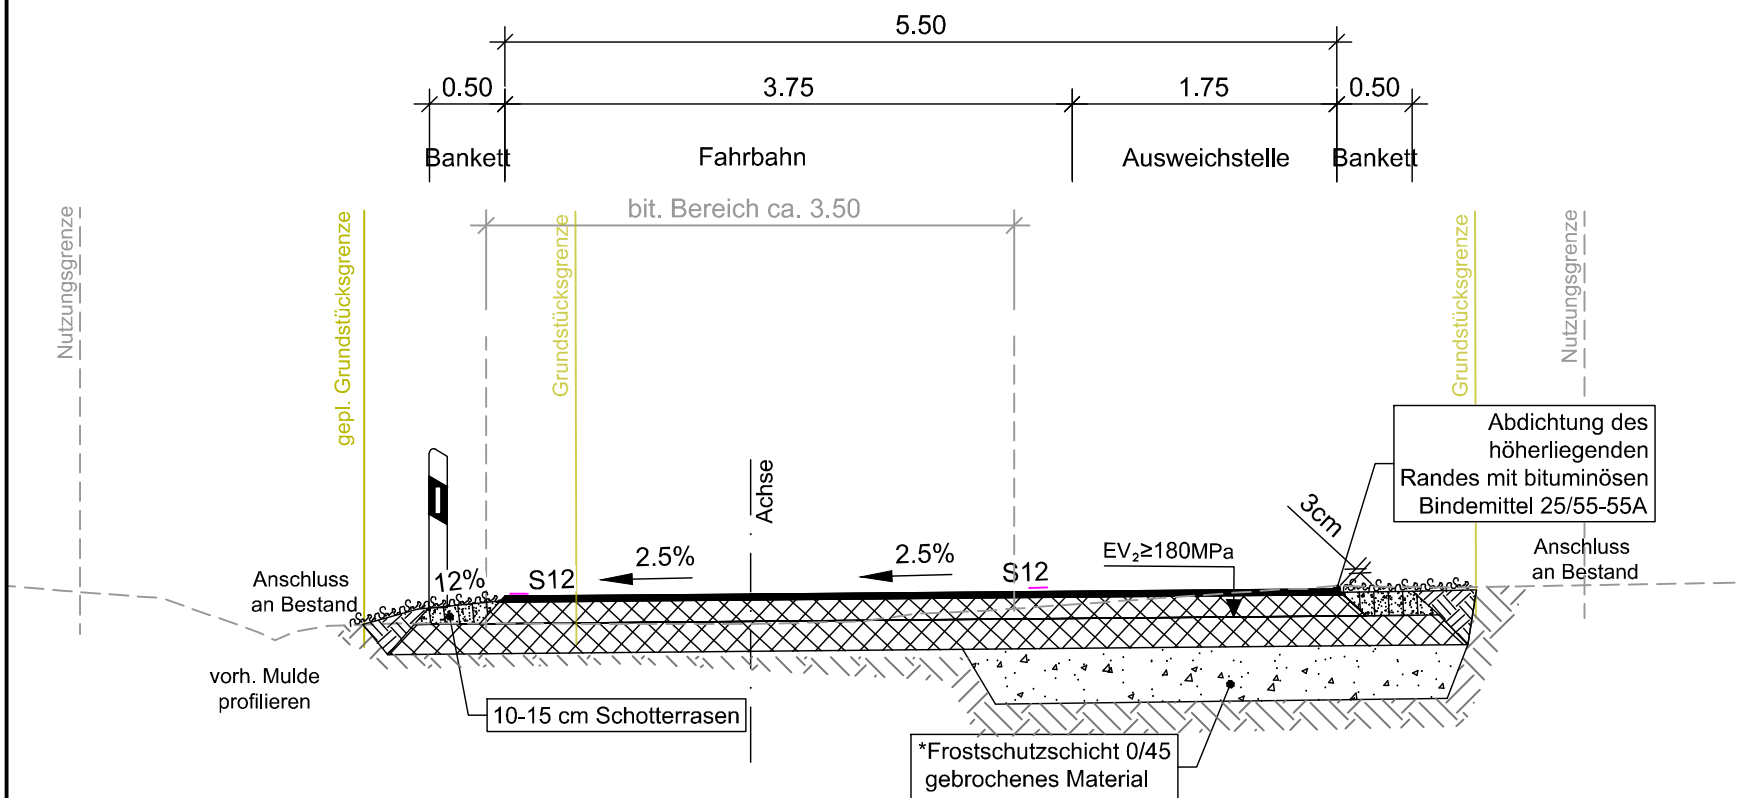 5.50
0.50
3.75
1.75
0.50
Bankett
Fahrbahn
Ausweichstelle
Bankett
bit. Bereich ca. 3.50
Nutzungsgrenze
gepl. Grundstücksgrenze
Grundstücksgrenze
Grundstücksgrenze
Nutzungsgrenze
Abdichtung des
höherliegenden
Randes mit bituminösen
Bindemittel 25/55-55A
Achse
3cm
Anschluss
an Bestand
12%
S12
2.5%
2.5%
S12
EV₂≥180MPa
Anschluss
an Bestand
vorh. Mulde
profilieren
10-15 cm Schotterrasen
*Frostschutzschicht 0/45
gebrochenes Material